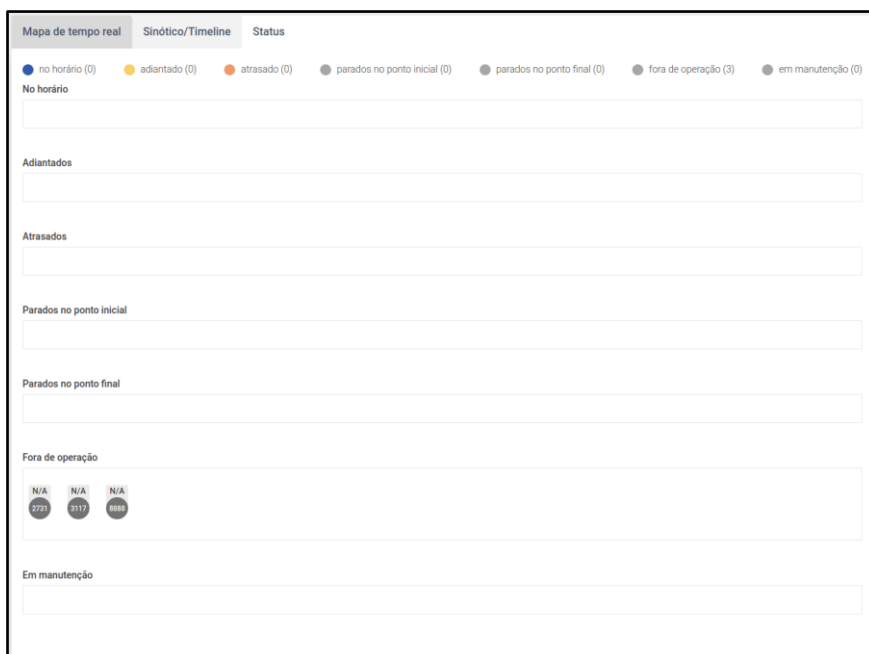 Mapa de tempo real Sinótico/Timeline Status
no horário (0) adiantado (0) atrasado (0) parados no ponto inicial (0) parados no ponto final (0) fora de operação (3) em manutenção (0)
No horário
Adiantados
Atrasados
Parados no ponto inicial
Parados no ponto final
Fora de operação
N/A N/A N/A
2731 3117 8888
Em manutenção